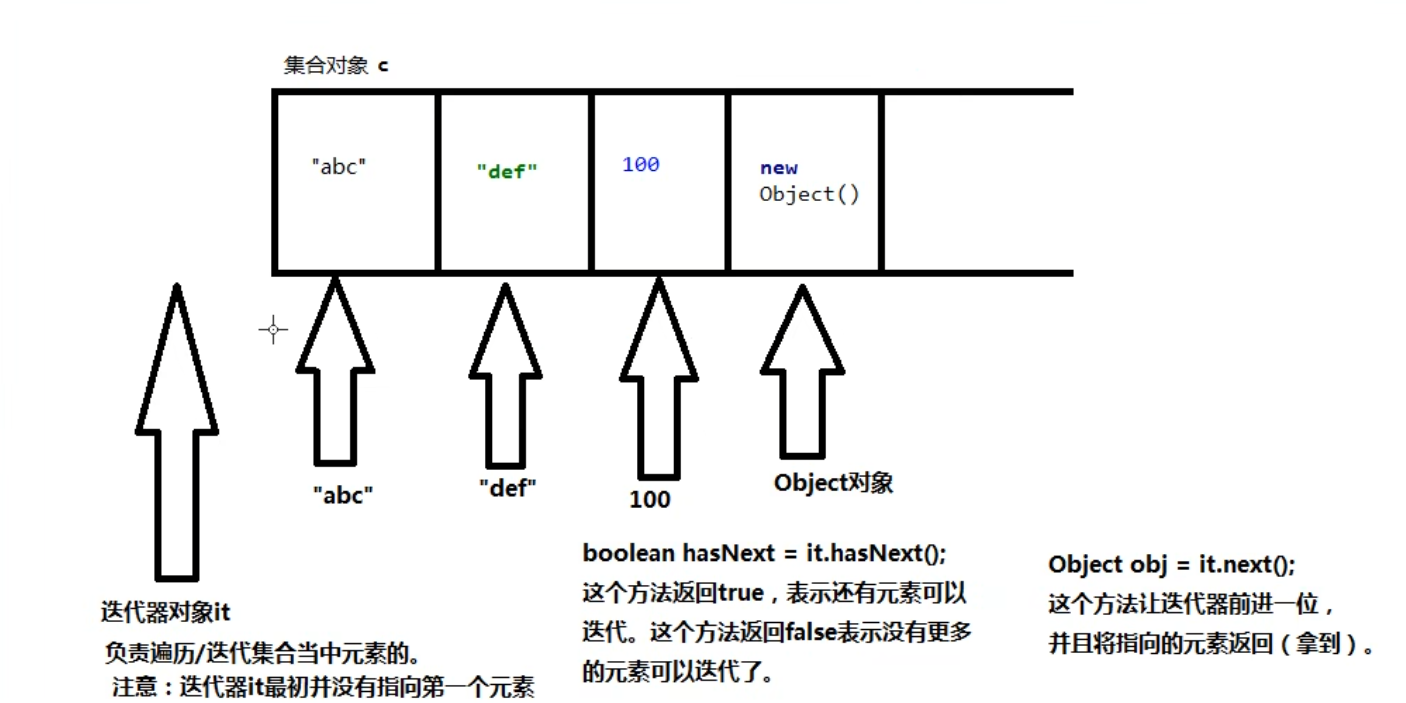 集合对象 c
"abc"
"def"
100
new
Object()
"abc"
"def"
100
Object对象
迭代器对象it
负责遍历/迭代集合当中元素的。
注意：迭代器it最初并没有指向第一个元素
boolean hasNext = it.hasNext();
这个方法返回true，表示还有元素可以
迭代。这个方法返回false表示没有更多
的元素可以迭代了。
Object obj = it.next();
这个方法让迭代器前进一位，
并且将指向的元素返回（拿到）。